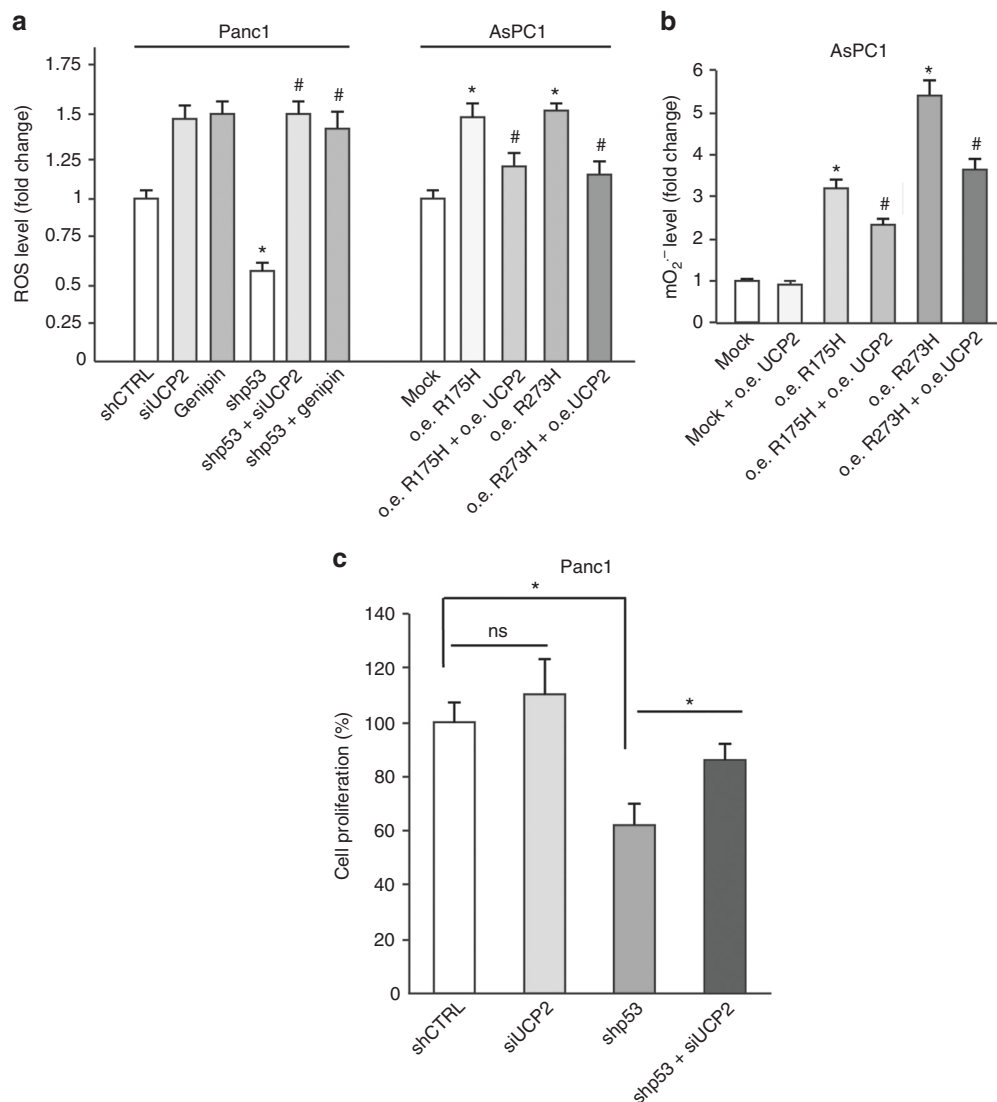 a
Panc1
AsPC1
ROS level (fold change)
1.75
1.5
1.25
1
0.75
0.5
0.25
0
*
#
#
*
#
*
#
shCTRL
siUCP2
Genipin
shp53
shp53 + siUCP2
shp53 + genipin
Mock
o.e. R175H
o.e. R175H + o.e. UCP2
o.e. R273H
o.e. R273H + o.e.UCP2
b
AsPC1
mO₂·⁻ level (fold change)
6
5
4
3
2
1
0
*
#
*
#
Mock
Mock + o.e. UCP2
o.e. R175H
o.e. R175H + o.e. UCP2
o.e. R273H
o.e. R273H + o.e.UCP2
c
Panc1
Cell proliferation (%)
140
120
100
80
60
40
20
0
*
ns
*
shCTRL
siUCP2
shp53
shp53 + siUCP2